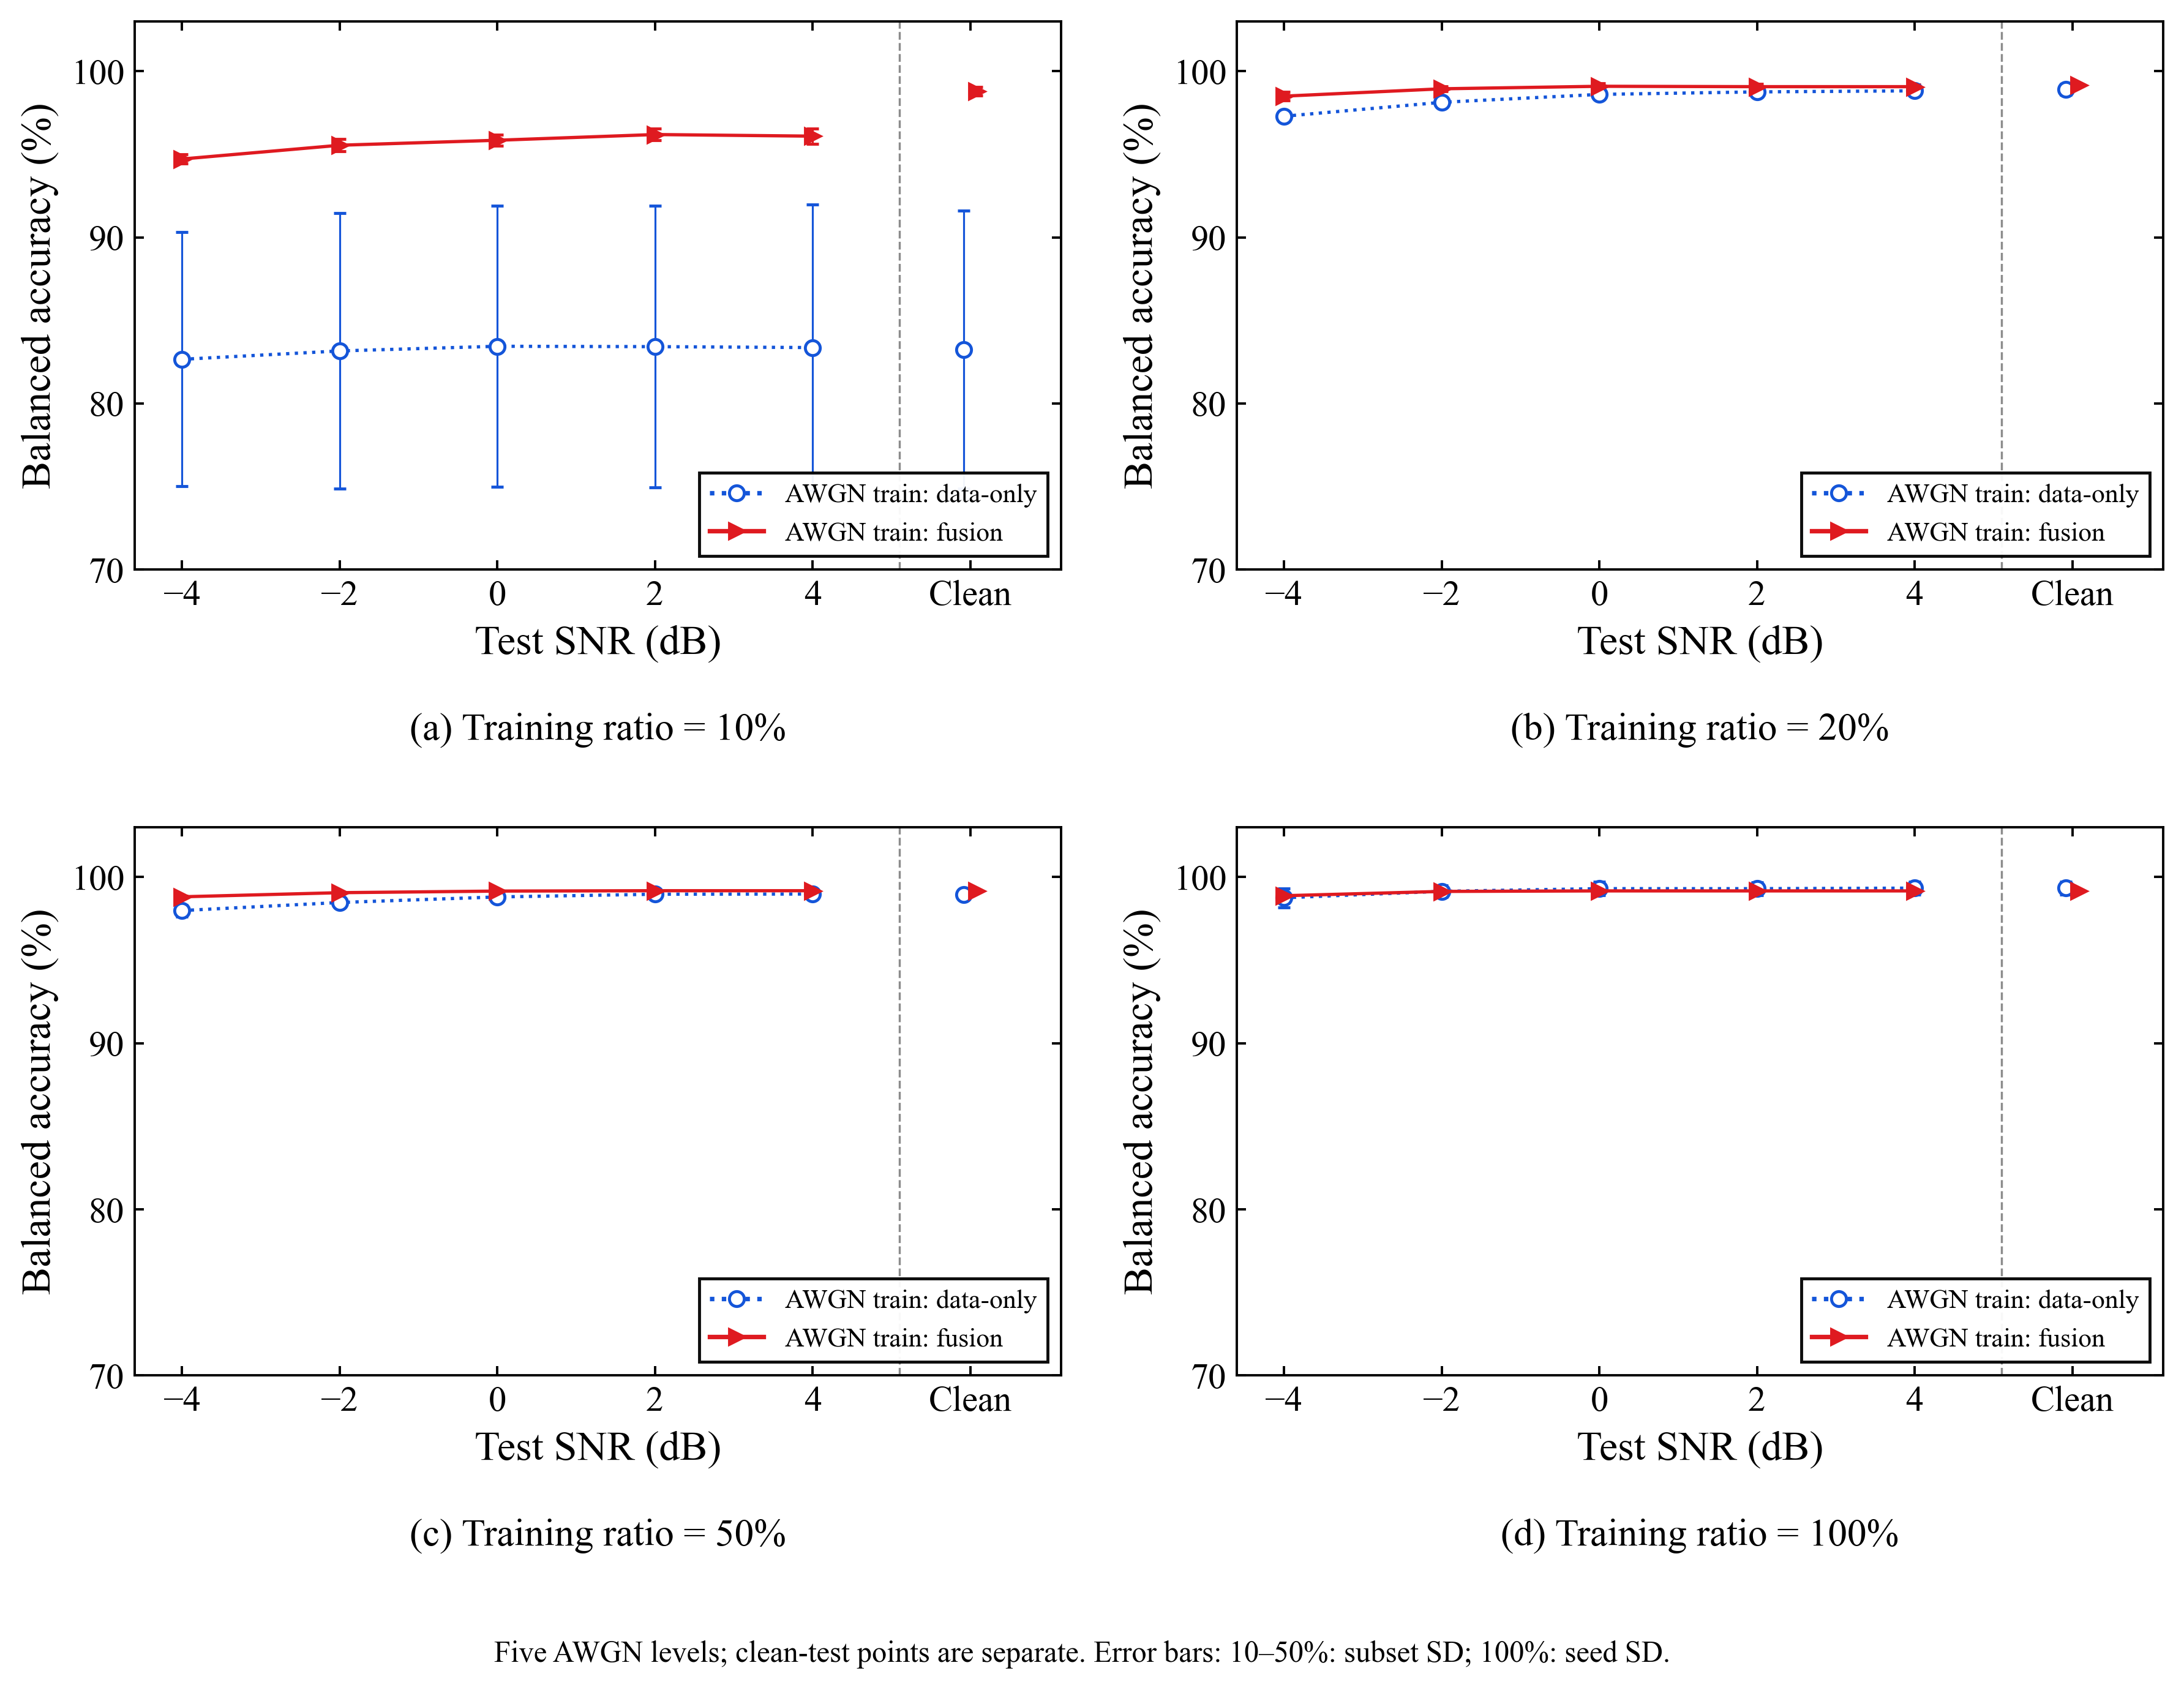 Balanced accuracy (%)
100
90
80
70
AWGN train: data-only
AWGN train: fusion
−4 −2 0 2 4 Clean
Test SNR (dB)
(a) Training ratio = 10%
Balanced accuracy (%)
100
90
80
70
AWGN train: data-only
AWGN train: fusion
−4 −2 0 2 4 Clean
Test SNR (dB)
(b) Training ratio = 20%
Balanced accuracy (%)
100
90
80
70
AWGN train: data-only
AWGN train: fusion
−4 −2 0 2 4 Clean
Test SNR (dB)
(c) Training ratio = 50%
Balanced accuracy (%)
100
90
80
70
AWGN train: data-only
AWGN train: fusion
−4 −2 0 2 4 Clean
Test SNR (dB)
(d) Training ratio = 100%
Five AWGN levels; clean-test points are separate. Error bars: 10–50%: subset SD; 100%: seed SD.